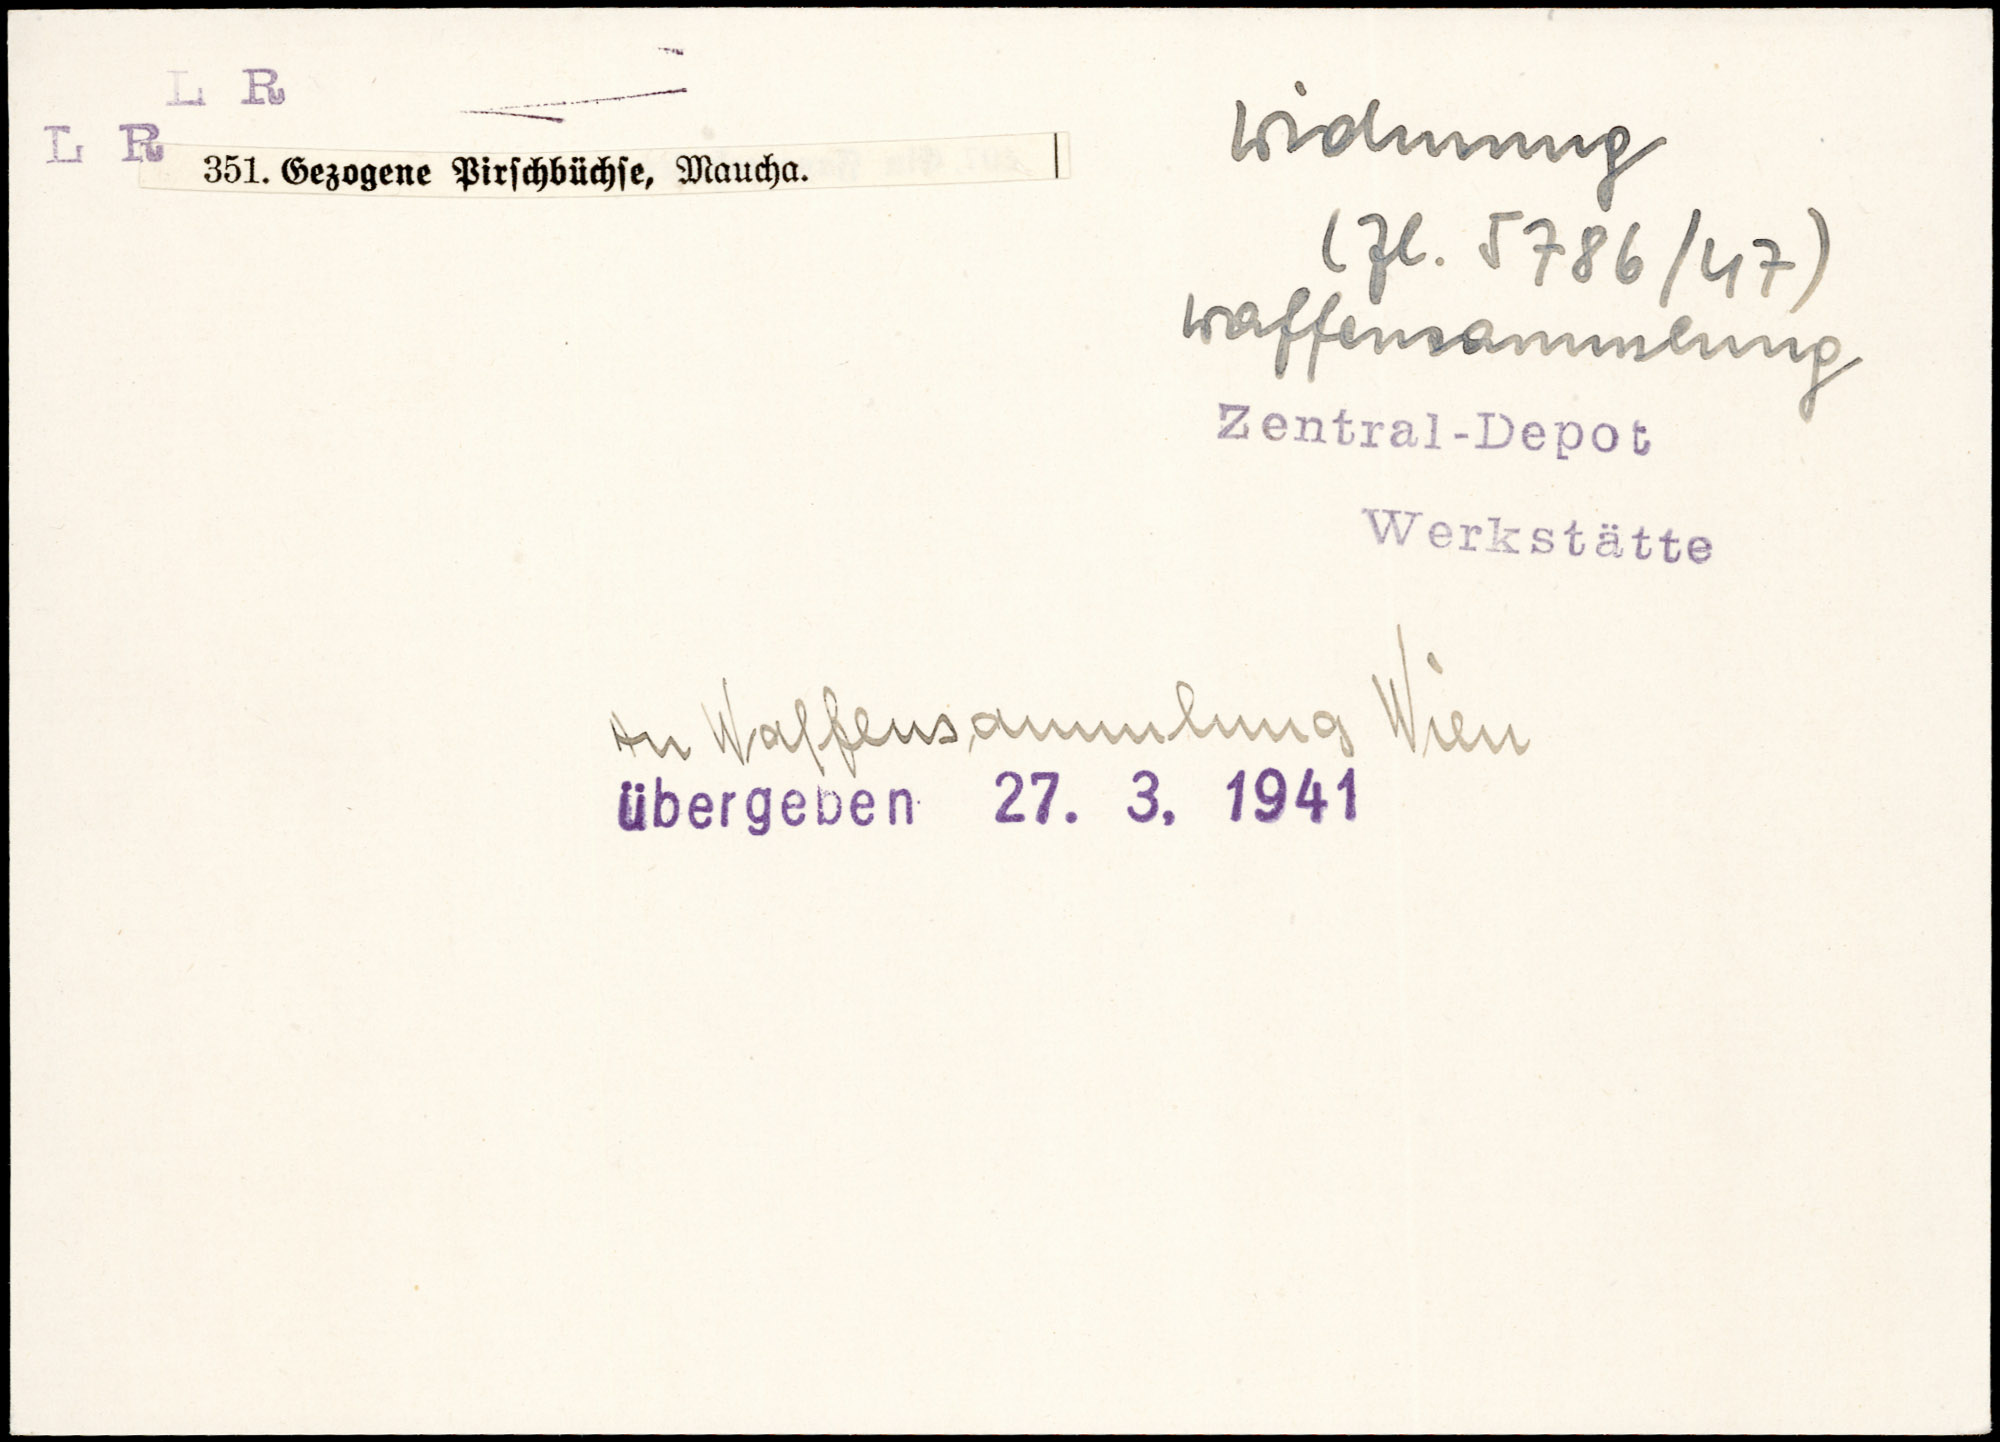 L R
L R
351. Gezogene Pirschbüchse, Maucha.
Widmung
(Zl. 5786/47)
Waffensammlung
Zentral-Depot
Werkstätte
An Waffensammlung Wien
übergeben 27. 3. 1941